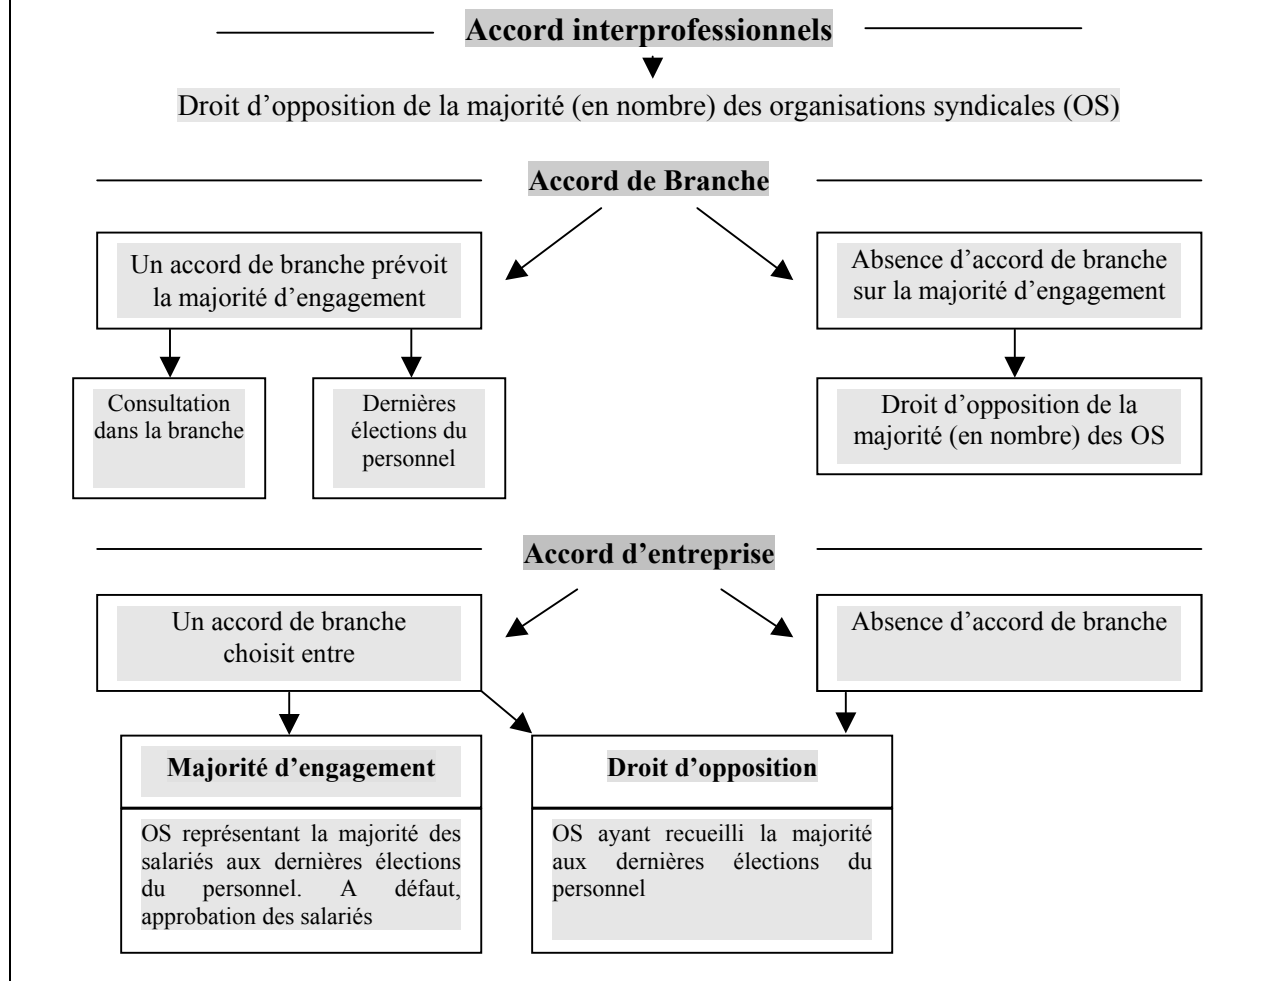 Accord interprofessionnels
Droit d’opposition de la majorité (en nombre) des organisations syndicales (OS)
Accord de Branche
Un accord de branche prévoit
la majorité d’engagement
Absence d’accord de branche
sur la majorité d’engagement
Consultation
dans la branche
Dernières
élections du
personnel
Droit d’opposition de la
majorité (en nombre) des OS
Accord d’entreprise
Un accord de branche
choisit entre
Absence d’accord de branche
Majorité d’engagement
OS représentant la majorité des
salariés aux dernières élections
du personnel. A défaut,
approbation des salariés
Droit d’opposition
OS ayant recueilli la majorité
aux dernières élections du
personnel